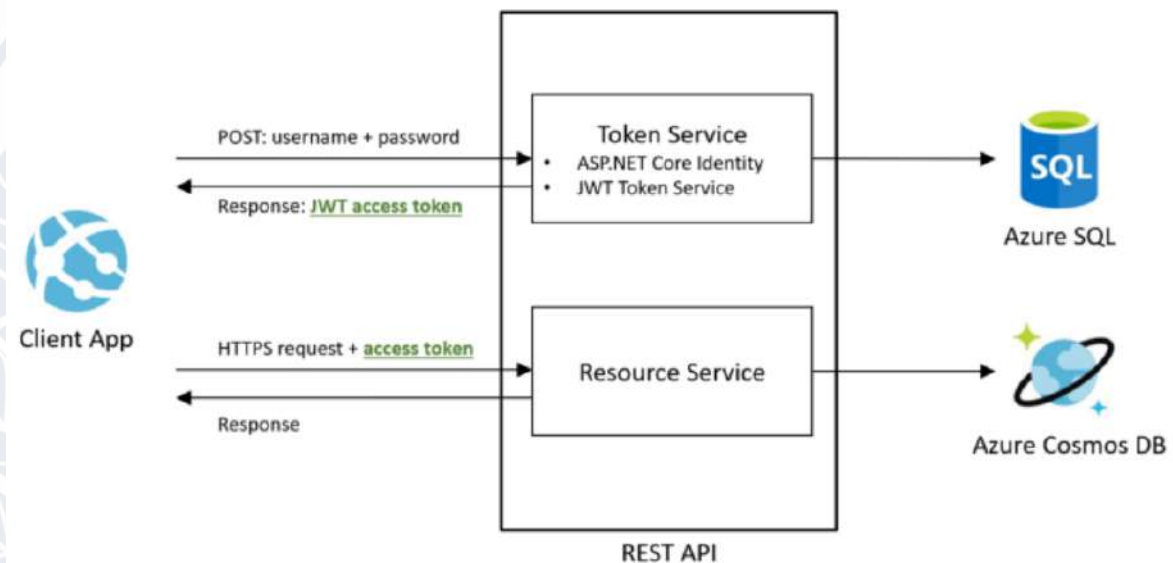 POST: username + password
Response: JWT access token
Token Service
• ASP.NET Core Identity
• JWT Token Service
SQL
Azure SQL
Client App
HTTPS request + access token
Response
Resource Service
Azure Cosmos DB
REST API